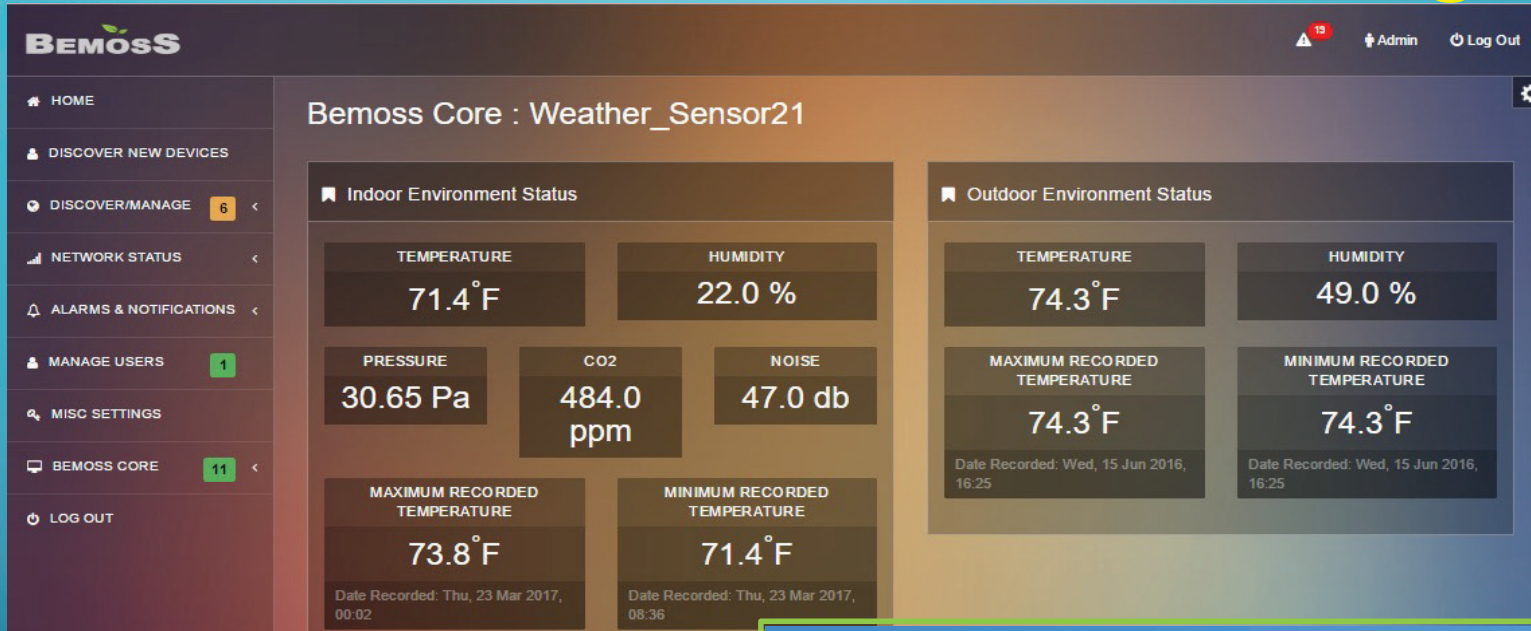 BEMOSS
15
Admin
Log Out
HOME
DISCOVER NEW DEVICES
DISCOVER/MANAGE 6
NETWORK STATUS
ALARMS & NOTIFICATIONS
MANAGE USERS 1
MISC SETTINGS
BEMOSS CORE 11
LOG OUT
Bemoss Core : Weather_Sensor21
Indoor Environment Status
TEMPERATURE
71.4°F
HUMIDITY
22.0 %
PRESSURE
30.65 Pa
CO2
484.0
ppm
NOISE
47.0 db
MAXIMUM RECORDED
TEMPERATURE
73.8°F
Date Recorded: Thu, 23 Mar 2017,
00:02
MINIMUM RECORDED
TEMPERATURE
71.4°F
Date Recorded: Thu, 23 Mar 2017,
08:36
Outdoor Environment Status
TEMPERATURE
74.3°F
HUMIDITY
49.0 %
MAXIMUM RECORDED
TEMPERATURE
74.3°F
Date Recorded: Wed, 15 Jun 2016,
16:25
MINIMUM RECORDED
TEMPERATURE
74.3°F
Date Recorded: Wed, 15 Jun 2016,
16:25